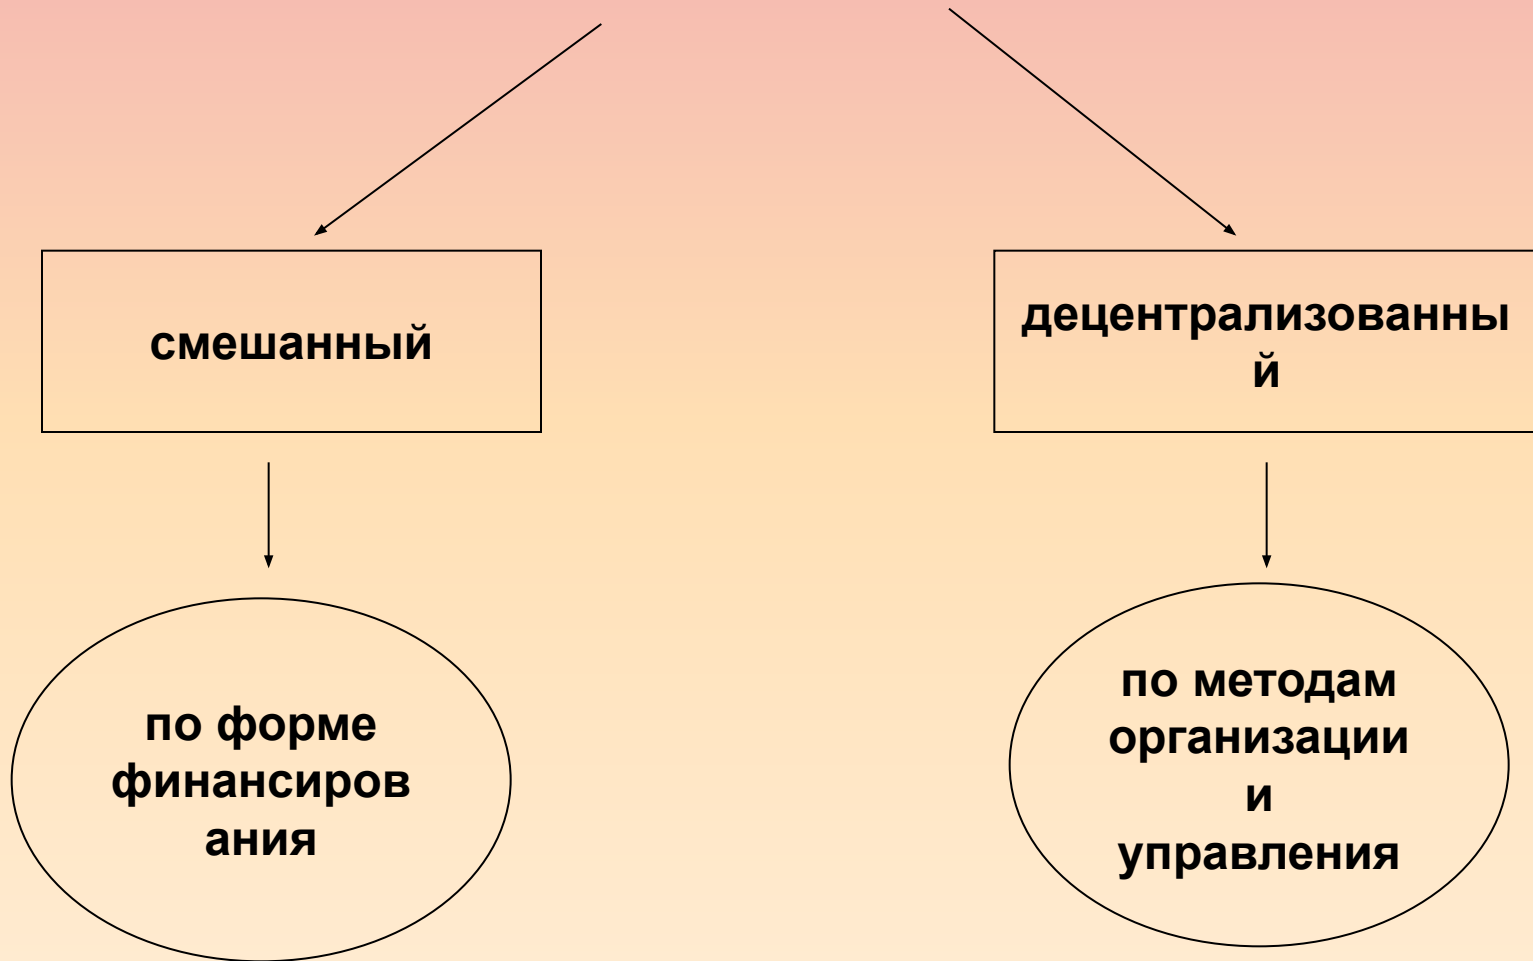 смешанный
децентрализованны
й
по форме
финансиров
ания
по методам
организации
и
управления